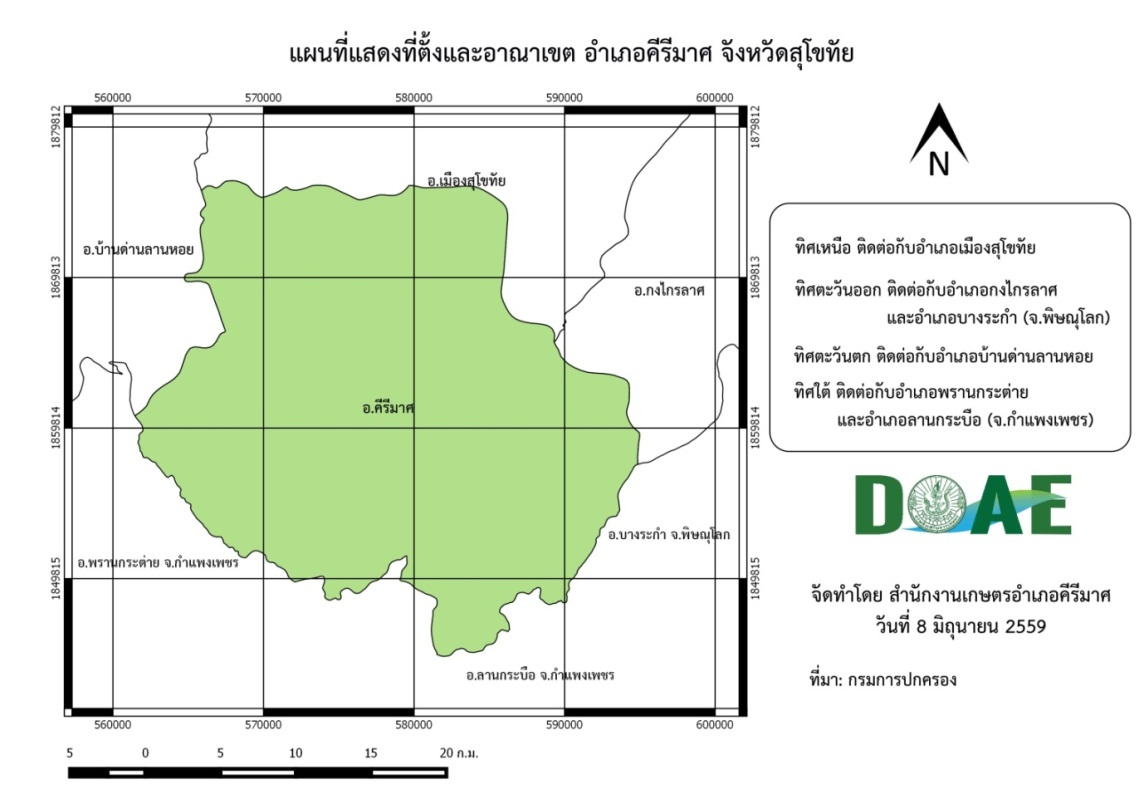 แผนที่แสดงที่ตั้งและอาณาเขต อำเภอคีรีมาศ จังหวัดสุโขทัย
560000 570000 580000 590000 600000
1879812 1879812
N
อ.เมืองสุโขทัย
อ.บ้านด่านลานหอย
1869813 1869813
อ.กงไกรลาศ
อ.คีรีมาศ
1859814 1859814
อ.บางระกำ จ.พิษณุโลก
อ.พรานกระต่าย จ.กำแพงเพชร
1849815 1849815
อ.ลานกระบือ จ.กำแพงเพชร
560000 570000 580000 590000 600000
5 0 5 10 15 20 ก.ม.
ทิศเหนือ ติดต่อกับอำเภอเมืองสุโขทัย
ทิศตะวันออก ติดต่อกับอำเภอกงไกรลาศ
และอำเภอบางระกำ (จ.พิษณุโลก)
ทิศตะวันตก ติดต่อกับอำเภอบ้านด่านลานหอย
ทิศใต้ ติดต่อกับอำเภอพรานกระต่าย
และอำเภอลานกระบือ (จ.กำแพงเพชร)
DOAE
จัดทำโดย สำนักงานเกษตรอำเภอคีรีมาศ
วันที่ 8 มิถุนายน 2559
ที่มา: กรมการปกครอง